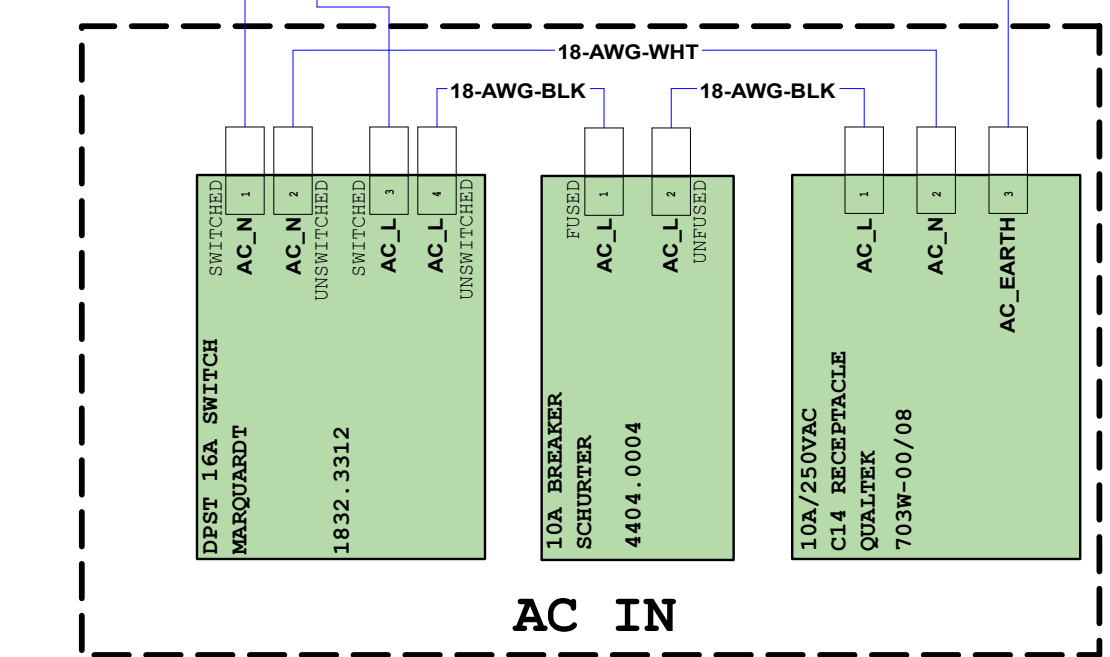 18-AWG-WHT
18-AWG-BLK
18-AWG-BLK
SWITCHED
1
AC_N
2
AC_N
UNSWITCHED
SWITCHED
3
AC_L
4
AC_L
UNSWITCHED
DPST 16A SWITCH
MARQUARDT
1832.3312
FUSED
1
AC_L
2
AC_L
UNFUSED
10A BREAKER
SCHURTER
4404.0004
1
AC_L
2
AC_N
3
AC_EARTH
10A/250VAC
C14 RECEPTACLE
QUALTEK
703W-00/08
AC IN